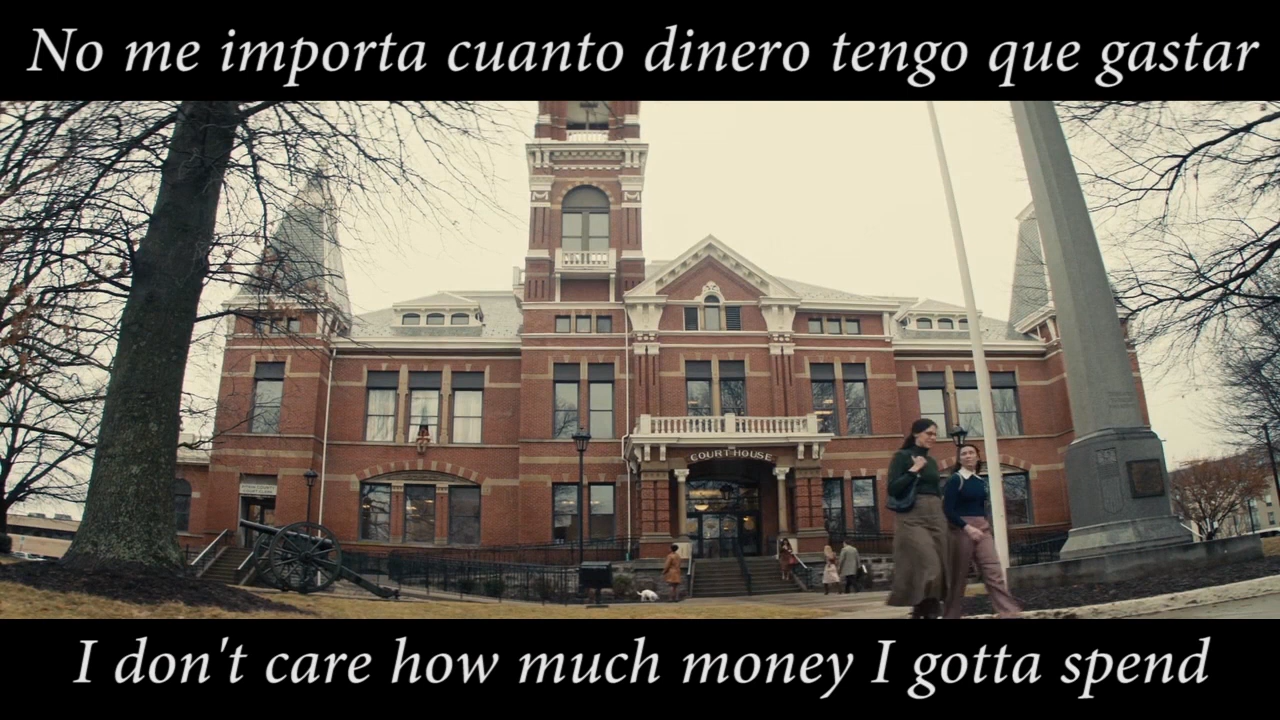 No me importa cuanto dinero tengo que gastar
COURT HOUSE
I don't care how much money I gotta spend